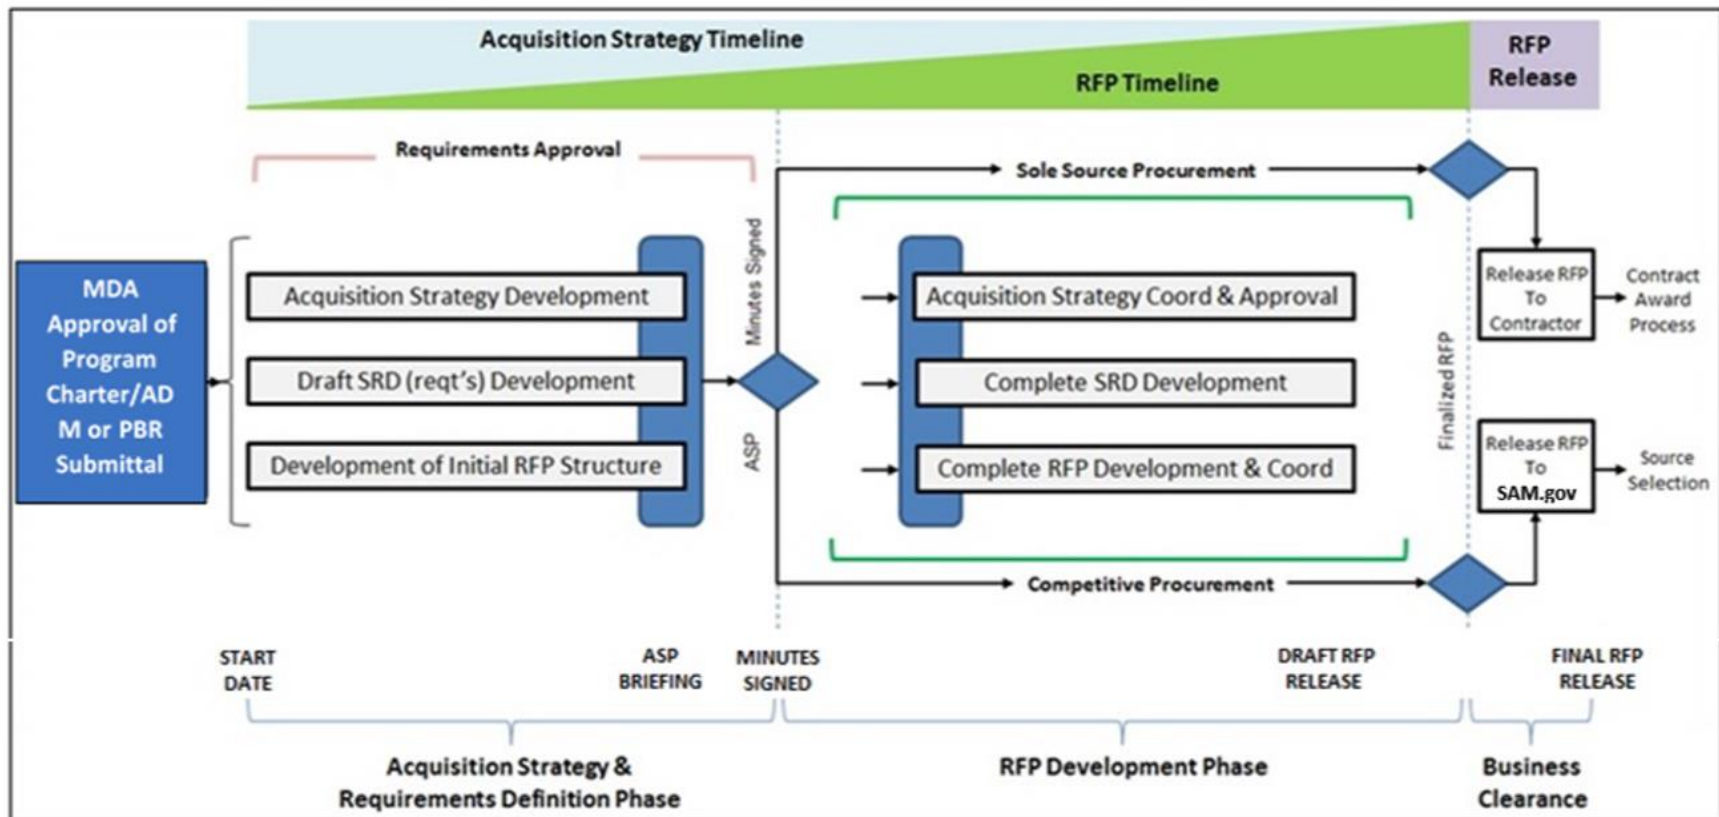 Acquisition Strategy Timeline
RFP Timeline
RFP
Release
Requirements Approval
Sole Source Procurement
MDA
Approval of
Program
Charter/AD
M or PBR
Submittal
Acquisition Strategy Development
Draft SRD (reqt's) Development
Development of Initial RFP Structure
Minutes Signed
ASP
Acquisition Strategy Coord & Approval
Complete SRD Development
Complete RFP Development & Coord
Finalized RFP
Release RFP
To
Contractor
Contract
Award
Process
Release RFP
To
SAM.gov
Source
Selection
Competitive Procurement
START
DATE
ASP
BRIEFING
MINUTES
SIGNED
DRAFT RFP
RELEASE
FINAL RFP
RELEASE
Acquisition Strategy &
Requirements Definition Phase
RFP Development Phase
Business
Clearance